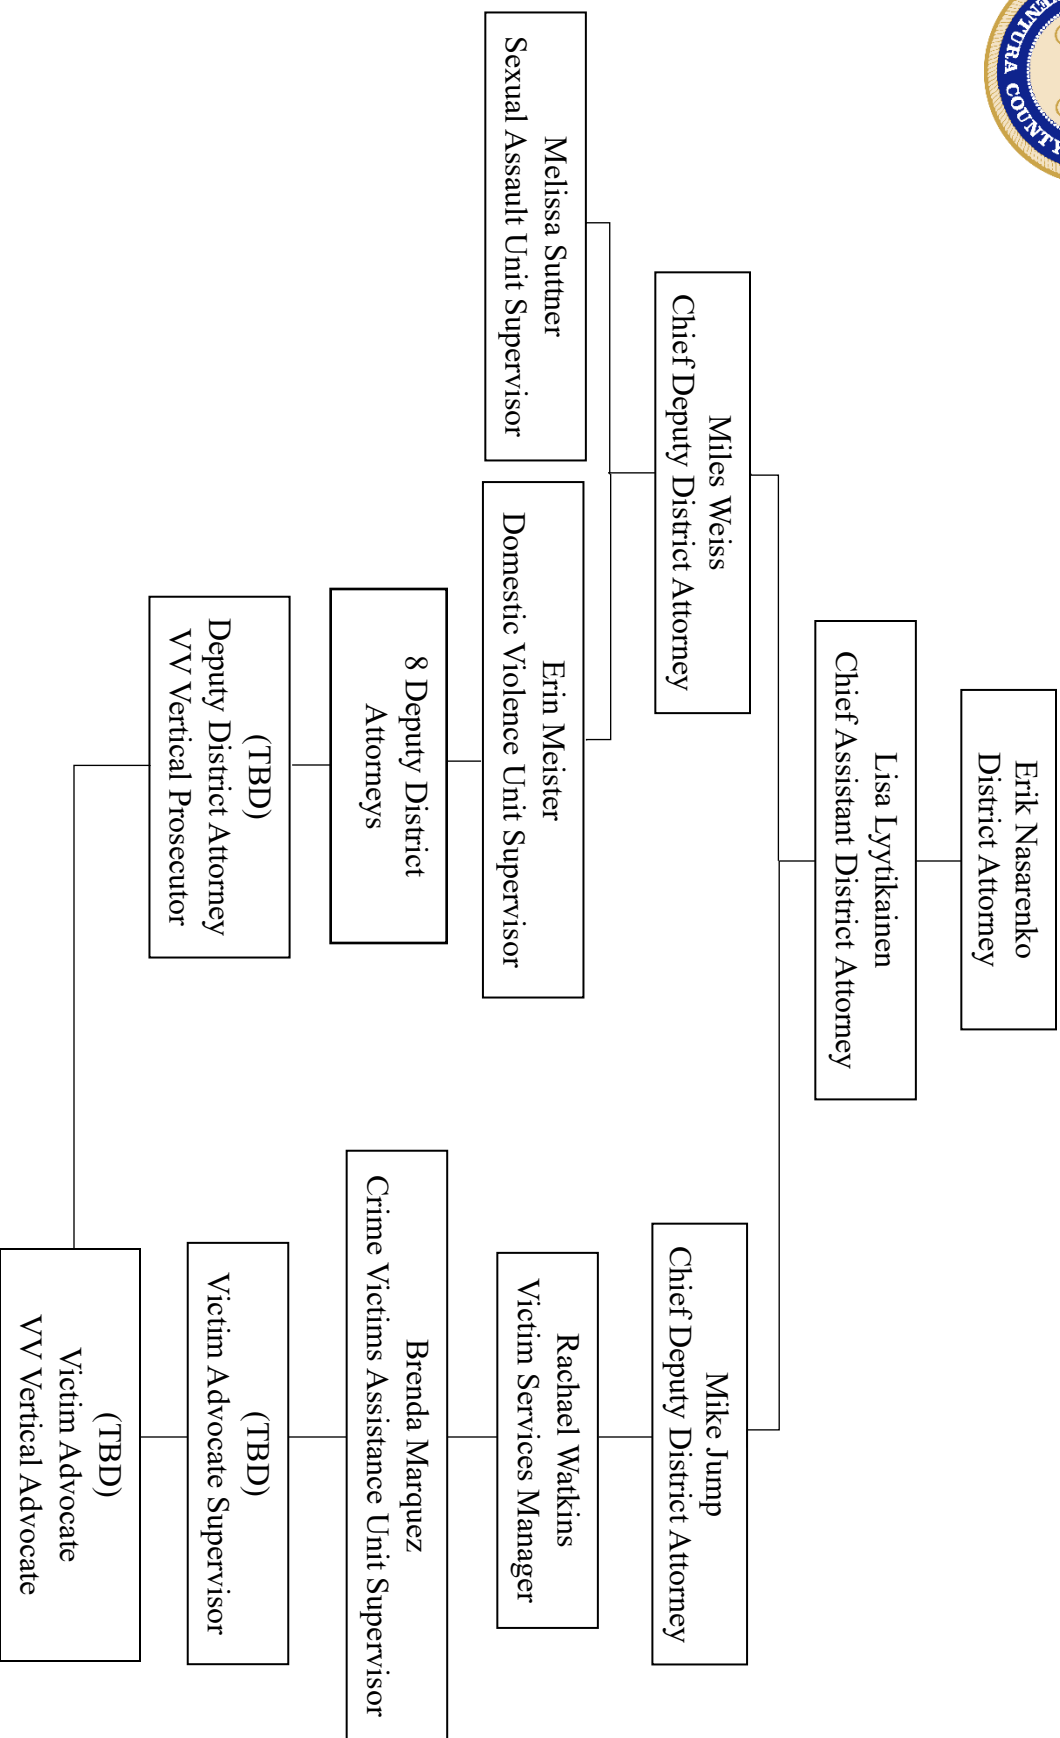 VENTURA COUNTY
Erik Nasarenko
District Attorney
Lisa Lyytikainen
Chief Assistant District Attorney
Miles Weiss
Chief Deputy District Attorney
Mike Jump
Chief Deputy District Attorney
Melissa Suttner
Sexual Assault Unit Supervisor
Erin Meister
Domestic Violence Unit Supervisor
Rachael Watkins
Victim Services Manager
8 Deputy District
Attorneys
Brenda Marquez
Crime Victims Assistance Unit Supervisor
(TBD)
Deputy District Attorney
VV Vertical Prosecutor
(TBD)
Victim Advocate Supervisor
(TBD)
Victim Advocate
VV Vertical Advocate